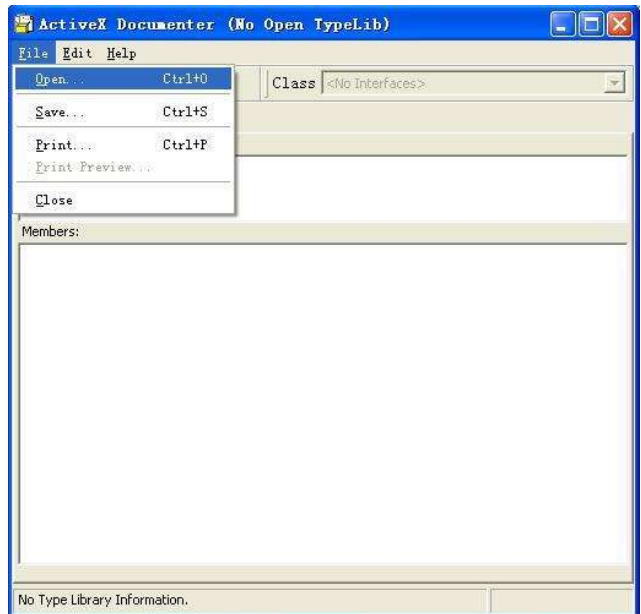 ActiveX Documenter (No Open TypeLib)
File Edit Help
Open... Ctrl+O
Class <No Interfaces>
Save... Ctrl+S
Print... Ctrl+P
Print Preview...
Close
Members:
No Type Library Information.